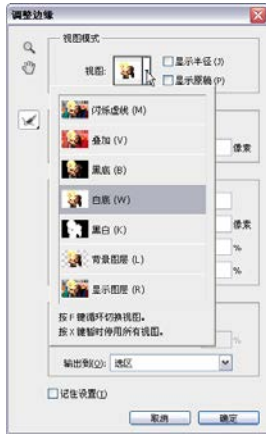 调整边缘
视图模式
视图:
显示半径(J)
显示原稿(P)
闪烁虚线 (M)
叠加 (V)
黑底 (B)
白底 (W)
黑白 (K)
背景图层 (L)
显示图层 (R)
像素
像素
%
%
按 F 键循环切换视图。
按 X 键暂时停用所有视图。
%
输出到(O): 选区
记住设置(T)
取消
确定